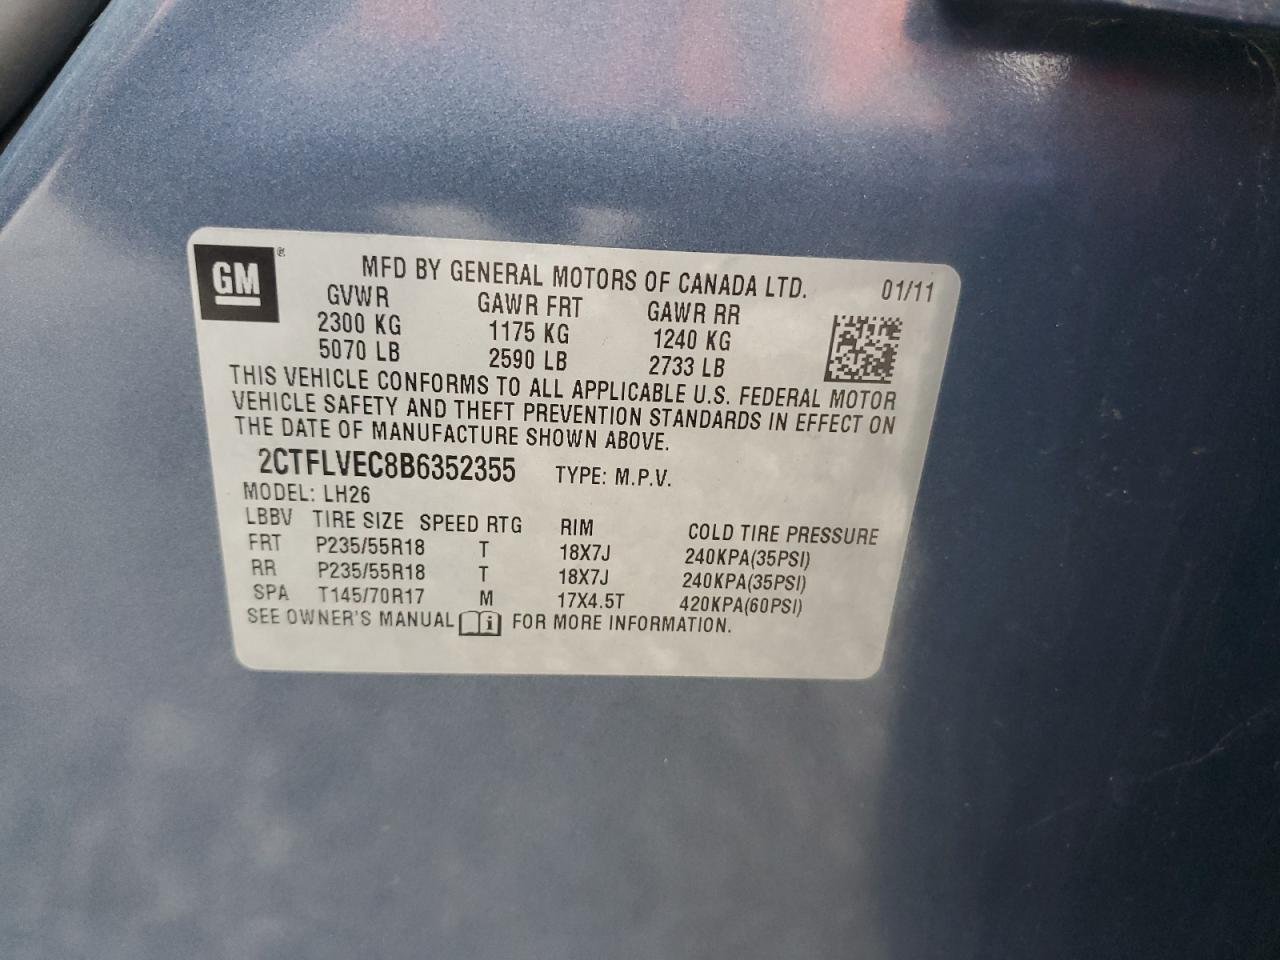 GM®
MFD BY GENERAL MOTORS OF CANADA LTD. 01/11
GVWR GAWR FRT GAWR RR
2300 KG 1175 KG 1240 KG
5070 LB 2590 LB 2733 LB
THIS VEHICLE CONFORMS TO ALL APPLICABLE U.S. FEDERAL MOTOR
VEHICLE SAFETY AND THEFT PREVENTION STANDARDS IN EFFECT ON
THE DATE OF MANUFACTURE SHOWN ABOVE.
2CTFLVEC8B6352355 TYPE: M.P.V.
MODEL: LH26
LBBV TIRE SIZE SPEED RTG RIM COLD TIRE PRESSURE
FRT P235/55R18 T 18X7J 240KPA(35PSI)
RR P235/55R18 T 18X7J 240KPA(35PSI)
SPA T145/70R17 M 17X4.5T 420KPA(60PSI)
SEE OWNER'S MANUAL i FOR MORE INFORMATION.